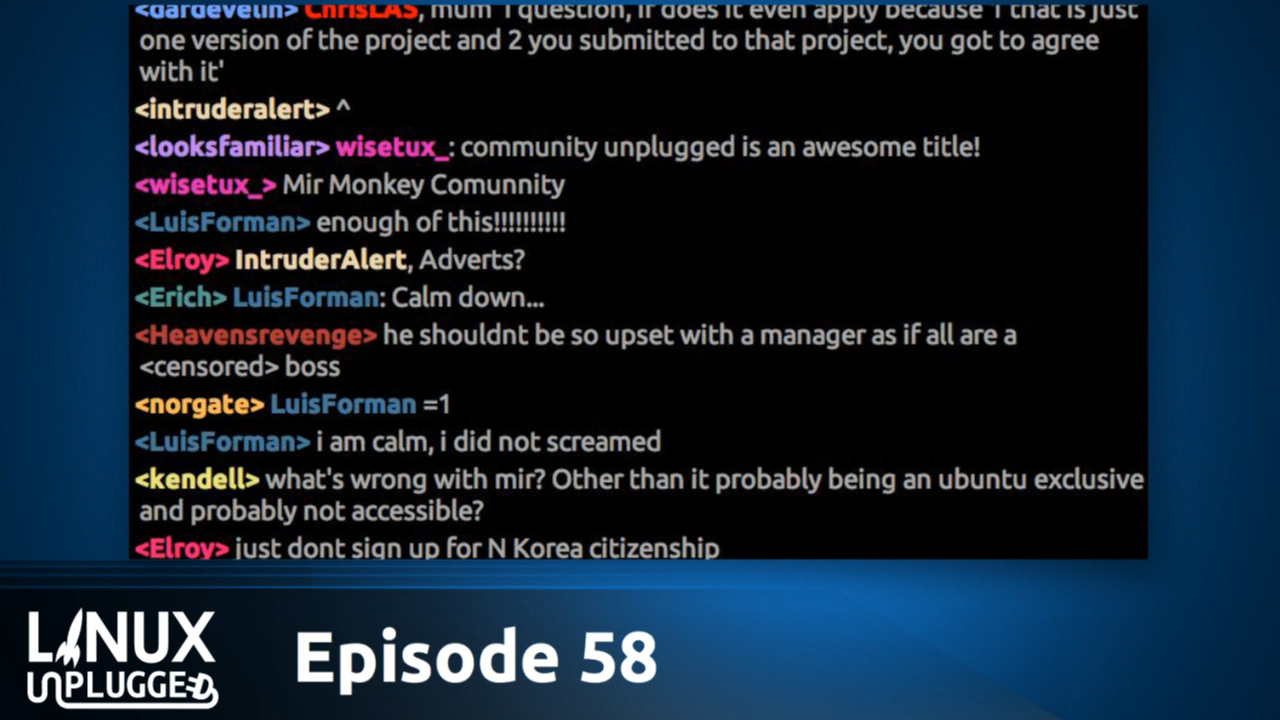 <dardevelin> ChrisLAS, mum 1 question, ir does it even apply because 1 that is just
one version of the project and 2 you submitted to that project, you got to agree
with it'
<intruderalert> ^
<looksfamiliar> wisetux_: community unplugged is an awesome title!
<wisetux_> Mir Monkey Comunnity
<LuisForman> enough of this!!!!!!!!!!
<Elroy> IntruderAlert, Adverts?
<Erich> LuisForman: Calm down...
<Heavensrevenge> he shouldnt be so upset with a manager as if all are a
<censored> boss
<norgate> LuisForman =1
<LuisForman> i am calm, i did not screamed
<kendell> what's wrong with mir? Other than it probably being an ubuntu exclusive
and probably not accessible?
<Elroy> just dont sign up for N Korea citizenship
LINUX
UNPLUGGED
Episode 58